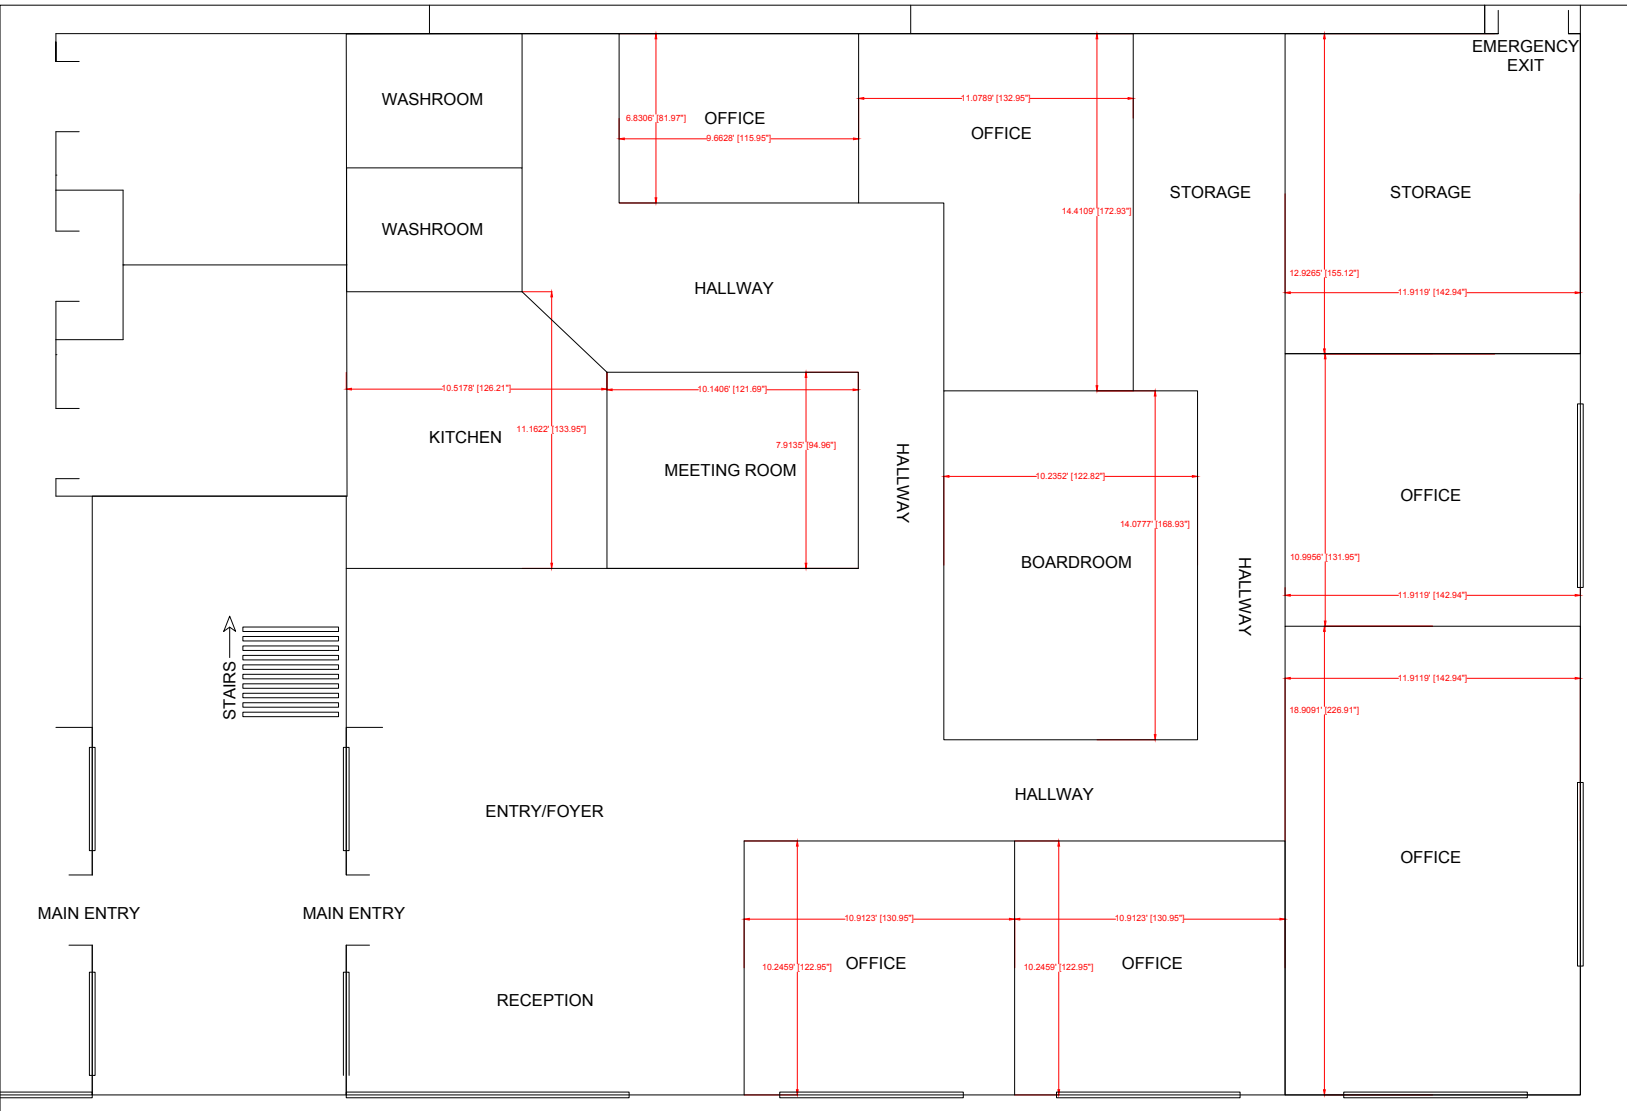 EMERGENCY
EXIT
WASHROOM
11.0789' [132.95"]
6.8306' [81.97"]
OFFICE
9.6628' [115.95"]
OFFICE
STORAGE
STORAGE
14.4109' [172.93"]
WASHROOM
12.9265' [155.12"]
HALLWAY
11.9119' [142.94"]
10.5178' [126.21"]
10.1406' [121.69"]
11.1622' [133.95"]
KITCHEN
7.9135' [94.96"]
MEETING ROOM
HALLWAY
10.2352' [122.82"]
OFFICE
14.0777' [168.93"]
10.9956' [131.95"]
BOARDROOM
HALLWAY
11.9119' [142.94"]
STAIRS
11.9119' [142.94"]
18.9091' [226.91"]
HALLWAY
ENTRY/FOYER
OFFICE
MAIN ENTRY
MAIN ENTRY
10.9123' [130.95"]
10.9123' [130.95"]
10.2459' [122.95"]
OFFICE
10.2459' [122.95"]
OFFICE
RECEPTION